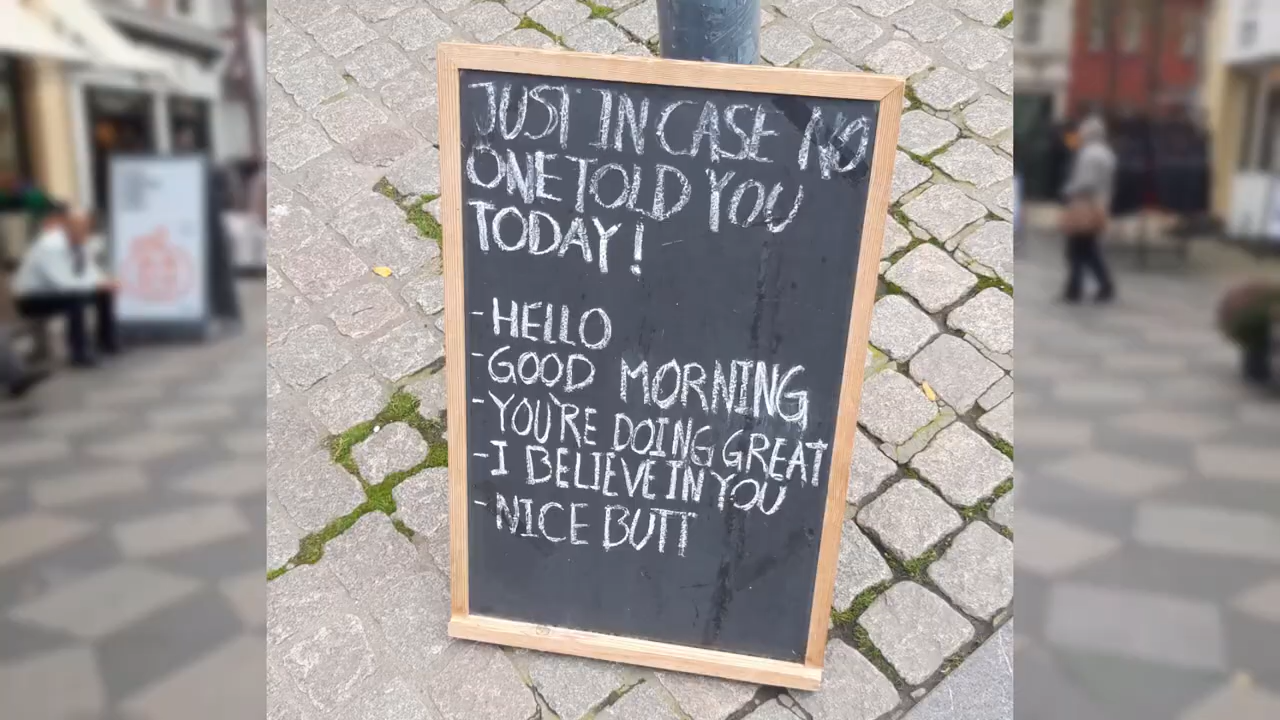 JUST IN CASE NO
ONE TOLD YOU
TODAY!
-HELLO
-GOOD MORNING
-YOU'RE DOING GREAT
-I BELIEVE IN YOU
-NICE BUTT